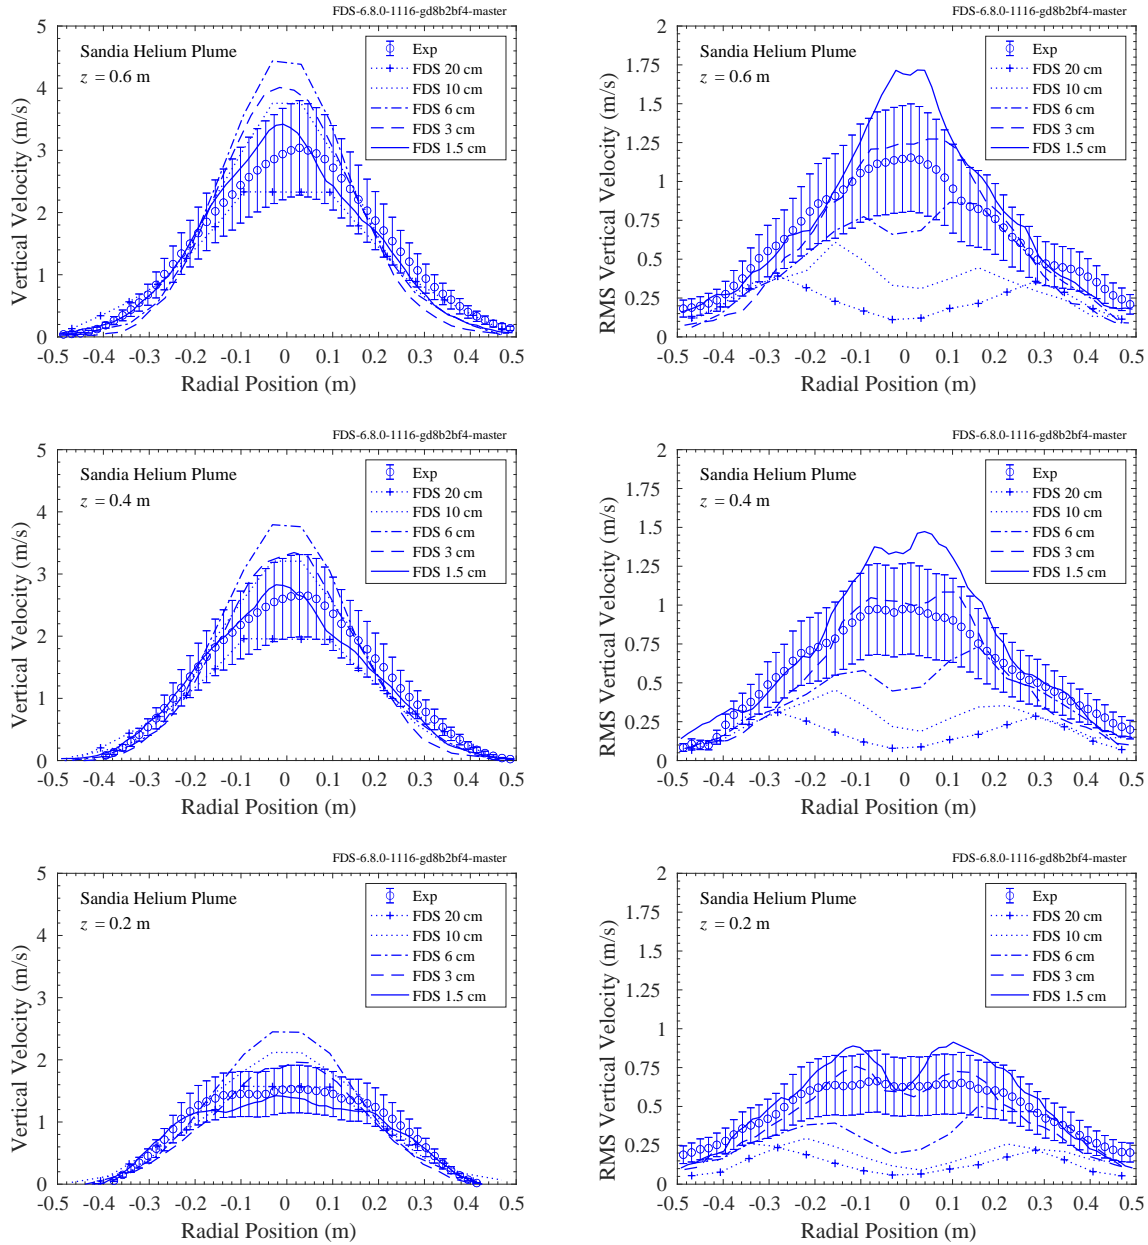 FDS-6.8.0-1116-gd8b2bf4-master
Sandia Helium Plume
z = 0.6 m
Exp
FDS 20 cm
FDS 10 cm
FDS 6 cm
FDS 3 cm
FDS 1.5 cm
5
4
3
2
1
0
Vertical Velocity (m/s)
-0.5 -0.4 -0.3 -0.2 -0.1 0 0.1 0.2 0.3 0.4 0.5
Radial Position (m)
FDS-6.8.0-1116-gd8b2bf4-master
Sandia Helium Plume
z = 0.6 m
Exp
FDS 20 cm
FDS 10 cm
FDS 6 cm
FDS 3 cm
FDS 1.5 cm
2
1.75
1.5
1.25
1
0.75
0.5
0.25
0
RMS Vertical Velocity (m/s)
-0.5 -0.4 -0.3 -0.2 -0.1 0 0.1 0.2 0.3 0.4 0.5
Radial Position (m)
FDS-6.8.0-1116-gd8b2bf4-master
Sandia Helium Plume
z = 0.4 m
Exp
FDS 20 cm
FDS 10 cm
FDS 6 cm
FDS 3 cm
FDS 1.5 cm
5
4
3
2
1
0
Vertical Velocity (m/s)
-0.5 -0.4 -0.3 -0.2 -0.1 0 0.1 0.2 0.3 0.4 0.5
Radial Position (m)
FDS-6.8.0-1116-gd8b2bf4-master
Sandia Helium Plume
z = 0.4 m
Exp
FDS 20 cm
FDS 10 cm
FDS 6 cm
FDS 3 cm
FDS 1.5 cm
2
1.75
1.5
1.25
1
0.75
0.5
0.25
0
RMS Vertical Velocity (m/s)
-0.5 -0.4 -0.3 -0.2 -0.1 0 0.1 0.2 0.3 0.4 0.5
Radial Position (m)
FDS-6.8.0-1116-gd8b2bf4-master
Sandia Helium Plume
z = 0.2 m
Exp
FDS 20 cm
FDS 10 cm
FDS 6 cm
FDS 3 cm
FDS 1.5 cm
5
4
3
2
1
0
Vertical Velocity (m/s)
-0.5 -0.4 -0.3 -0.2 -0.1 0 0.1 0.2 0.3 0.4 0.5
Radial Position (m)
FDS-6.8.0-1116-gd8b2bf4-master
Sandia Helium Plume
z = 0.2 m
Exp
FDS 20 cm
FDS 10 cm
FDS 6 cm
FDS 3 cm
FDS 1.5 cm
2
1.75
1.5
1.25
1
0.75
0.5
0.25
0
RMS Vertical Velocity (m/s)
-0.5 -0.4 -0.3 -0.2 -0.1 0 0.1 0.2 0.3 0.4 0.5
Radial Position (m)